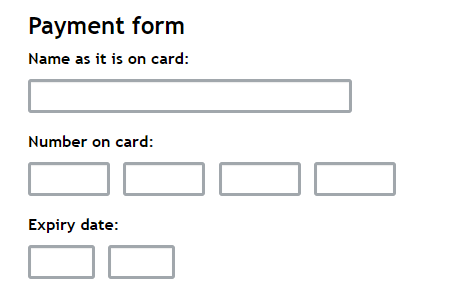 Payment form
Name as it is on card:
Number on card:
Expiry date: